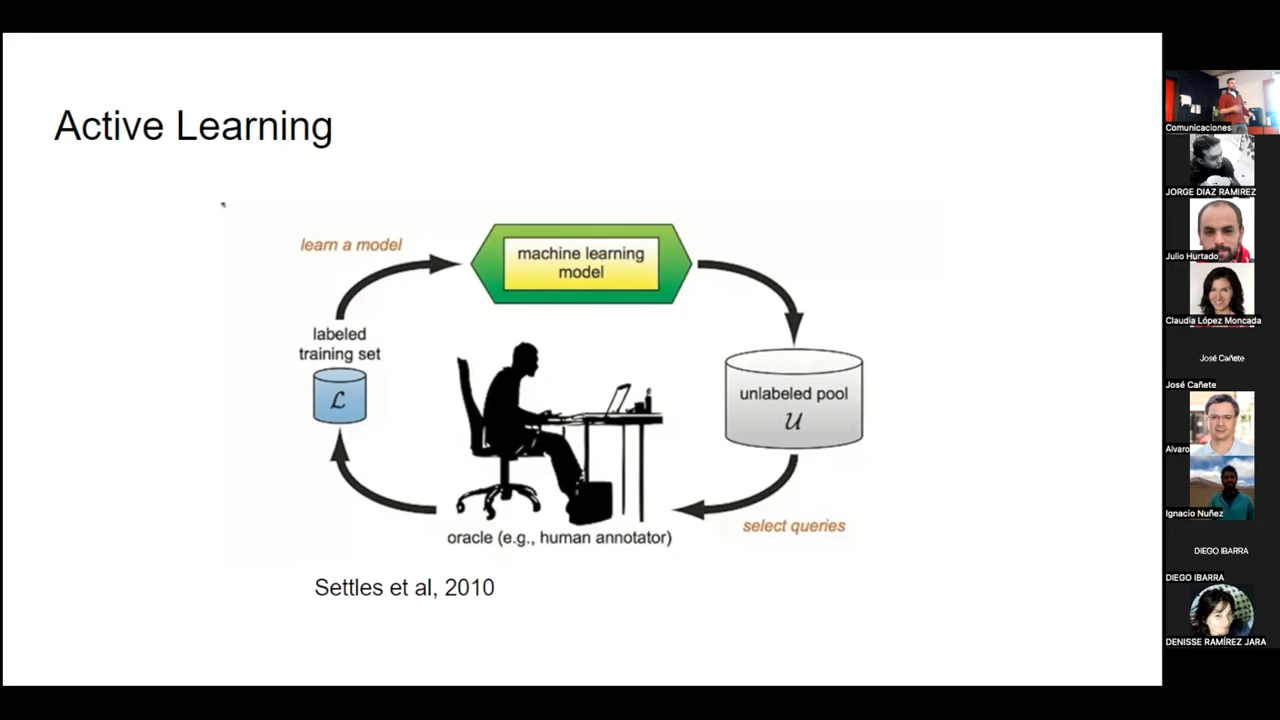 Active Learning
learn a model
machine learning
model
labeled
training set
ℒ
unlabeled pool
𝒰
select queries
oracle (e.g., human annotator)
Settles et al, 2010
Comunicaciones
JORGE DIAZ RAMIREZ
Julio Hurtado
Claudia López Moncada
José Cañete
José Cañete
Alvaro
Ignacio Nuñez
DIEGO IBARRA
DIEGO IBARRA
DENISSE RAMÍREZ JARA